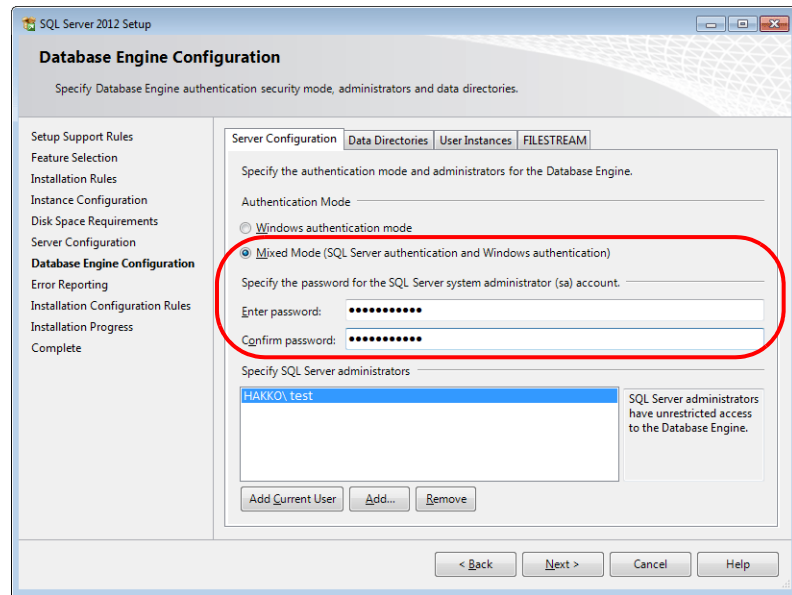 SQL Server 2012 Setup
Database Engine Configuration
Specify Database Engine authentication security mode, administrators and data directories.
Setup Support Rules
Feature Selection
Installation Rules
Instance Configuration
Disk Space Requirements
Server Configuration
Database Engine Configuration
Error Reporting
Installation Configuration Rules
Installation Progress
Complete
Server Configuration
Data Directories
User Instances
FILESTREAM
Specify the authentication mode and administrators for the Database Engine.
Authentication Mode
Windows authentication mode
Mixed Mode (SQL Server authentication and Windows authentication)
Specify the password for the SQL Server system administrator (sa) account.
Enter password: ●●●●●●●●●●●
Confirm password: ●●●●●●●●●●●
Specify SQL Server administrators
HAKKO\ test
SQL Server administrators
have unrestricted access
to the Database Engine.
Add Current User
Add...
Remove
< Back
Next >
Cancel
Help